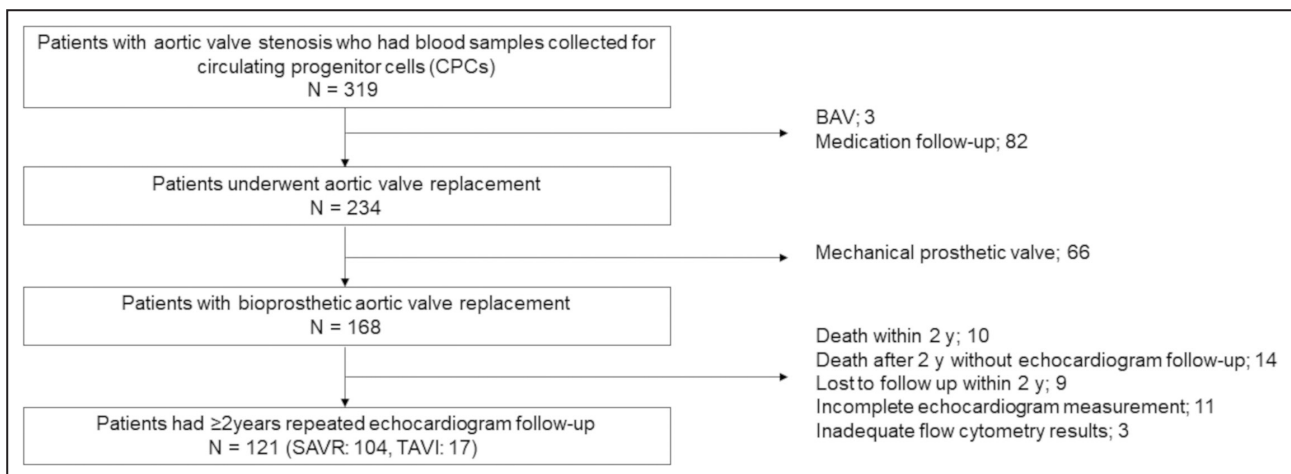 Patients with aortic valve stenosis who had blood samples collected for
circulating progenitor cells (CPCs)
N = 319
BAV; 3
Medication follow-up; 82
Patients underwent aortic valve replacement
N = 234
Mechanical prosthetic valve; 66
Patients with bioprosthetic aortic valve replacement
N = 168
Death within 2 y; 10
Death after 2 y without echocardiogram follow-up; 14
Lost to follow up within 2 y; 9
Incomplete echocardiogram measurement; 11
Inadequate flow cytometry results; 3
Patients had ≥2years repeated echocardiogram follow-up
N = 121 (SAVR: 104, TAVI: 17)